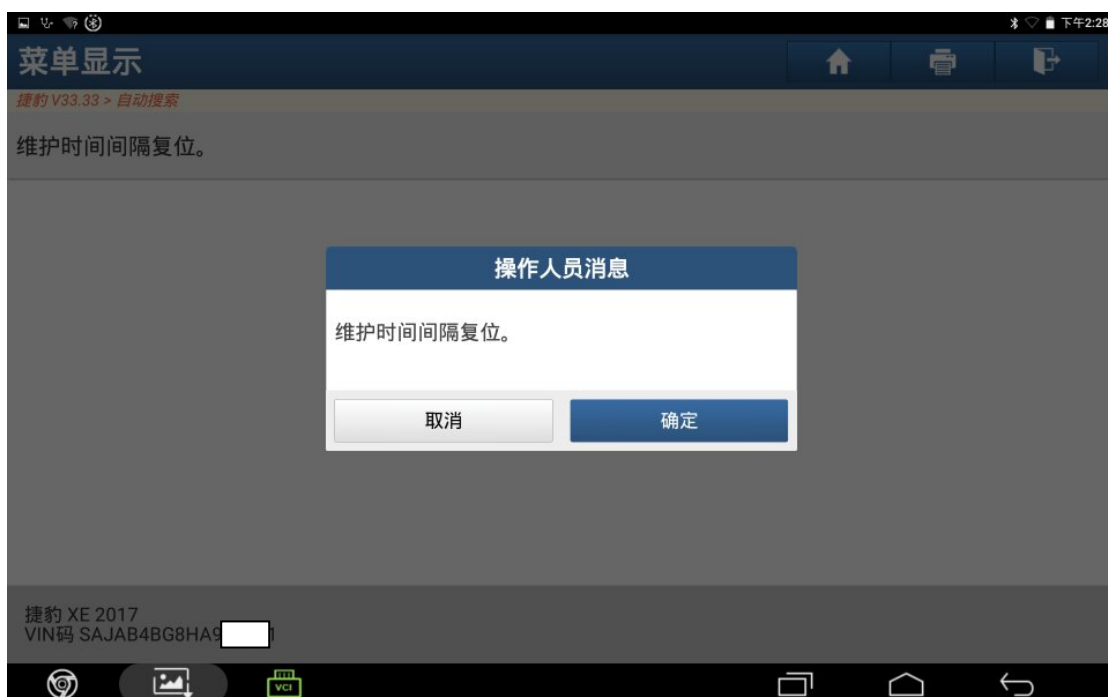 下午2:28
菜单显示
捷豹 V33.33 > 自动搜索
维护时间间隔复位。
操作人员消息
维护时间间隔复位。
取消
确定
捷豹 XE 2017
VIN码 SAJAB4BG8HA9
VCI